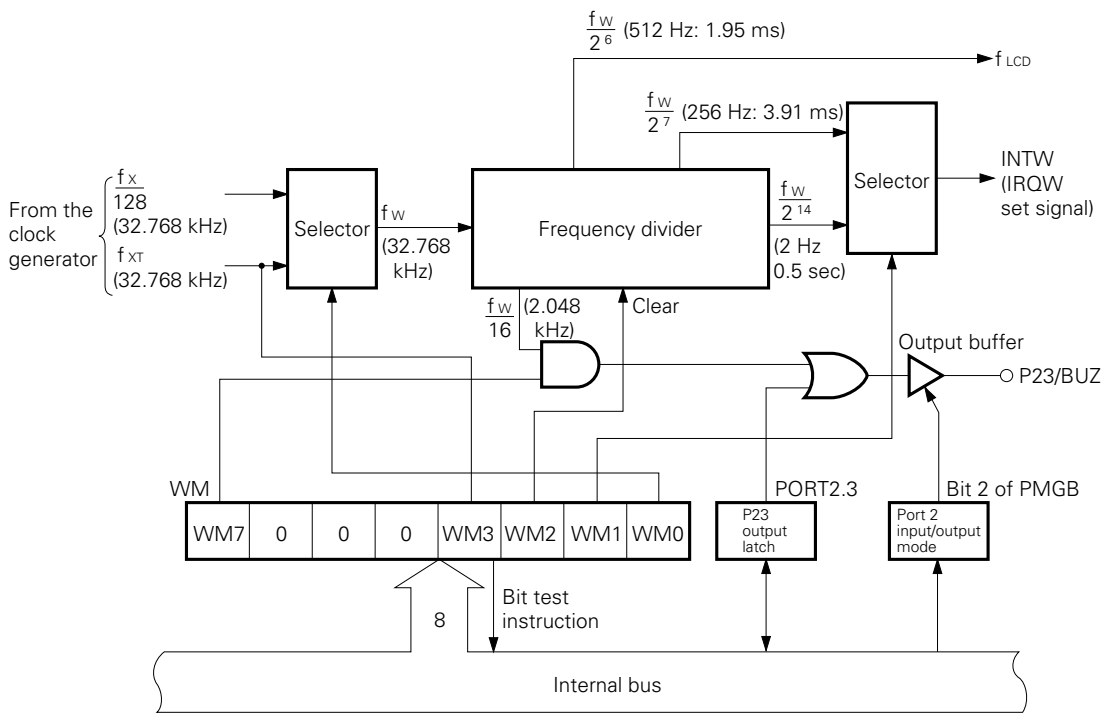 fW
2^6 (512 Hz: 1.95 ms)
fLCD
fW
2^7 (256 Hz: 3.91 ms)
Selector
INTW
(IRQW
set signal)
From the
clock
generator
fX
128
(32.768 kHz)
fXT
(32.768 kHz)
Selector
fW
(32.768
kHz)
Frequency divider
fW
2^14
(2 Hz
0.5 sec)
fW
16
(2.048
kHz)
Clear
Output buffer
P23/BUZ
WM
PORT2.3
Bit 2 of PMGB
WM7 0 0 0 WM3 WM2 WM1 WM0
P23
output
latch
Port 2
input/output
mode
8
Bit test
instruction
Internal bus